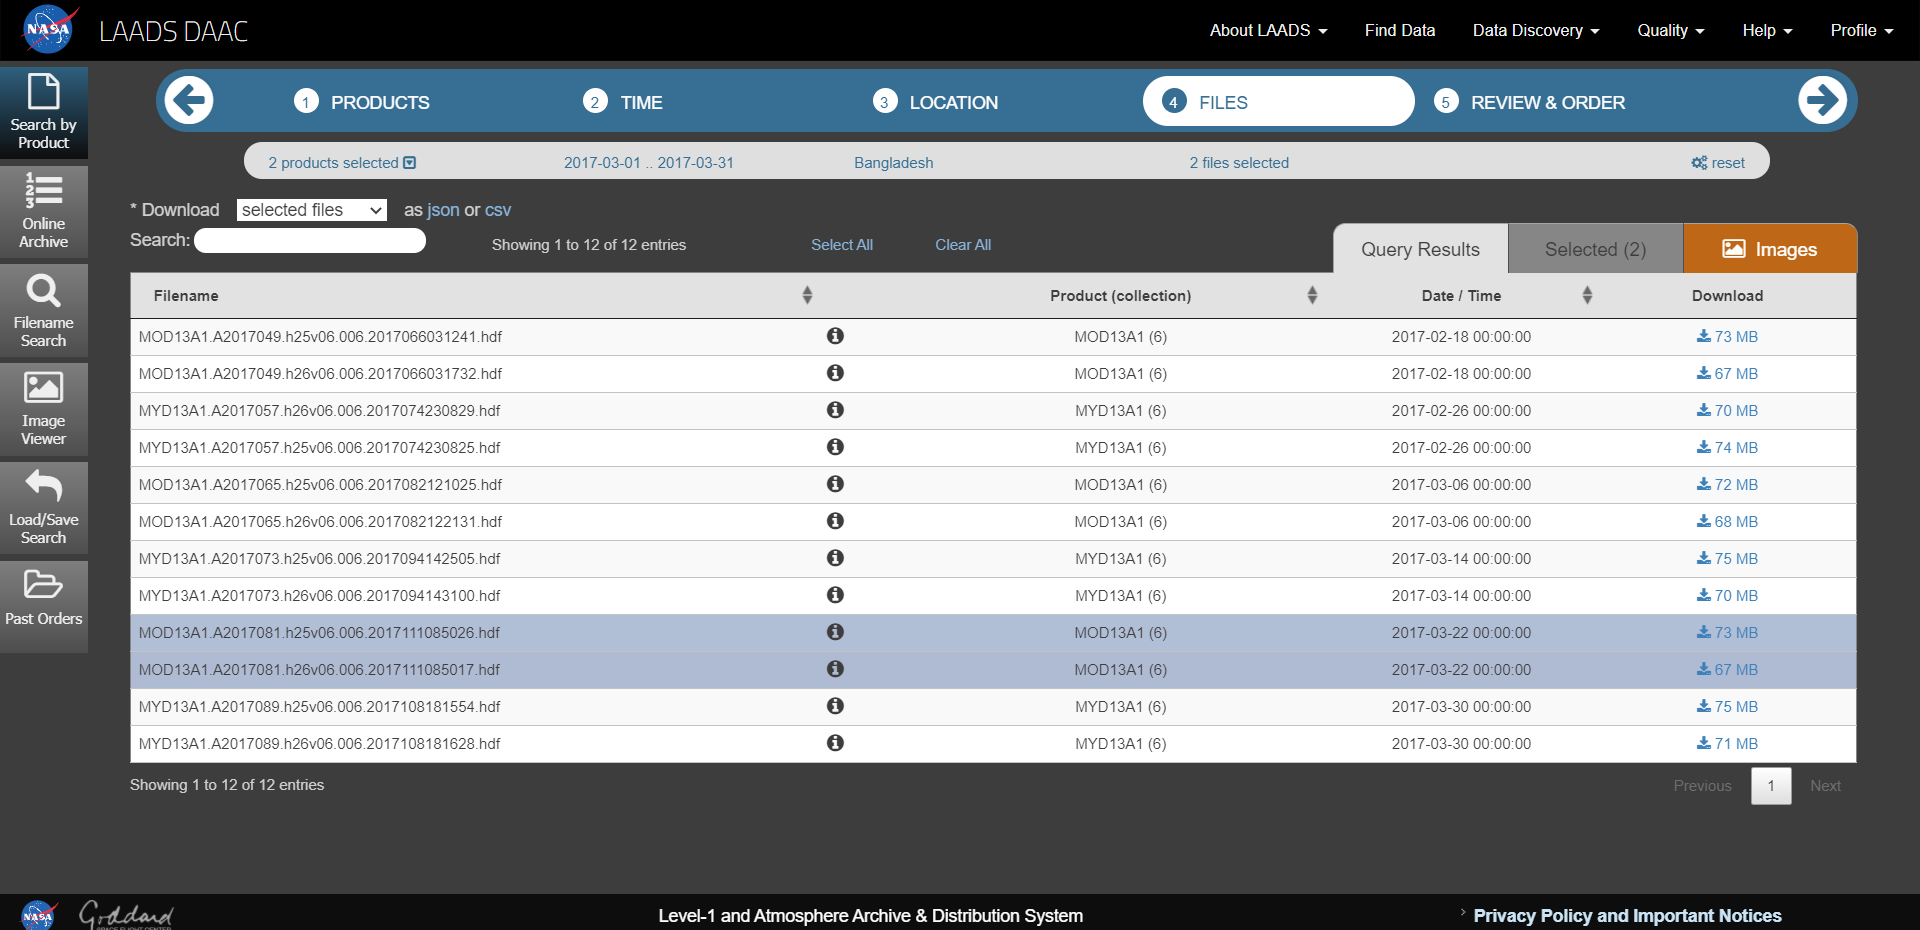 NASA LAADS DAAC About LAADS Find Data Data Discovery Quality Help Profile
Search by
Product
Online
Archive
Filename
Search
Image
Viewer
Load/Save
Search
Past Orders
1 PRODUCTS 2 TIME 3 LOCATION 4 FILES 5 REVIEW & ORDER
2 products selected 2017-03-01 .. 2017-03-31 Bangladesh 2 files selected reset
* Download selected files as json or csv
Search: Showing 1 to 12 of 12 entries Select All Clear All
Query Results Selected (2) Images
Filename Product (collection) Date / Time Download
MOD13A1.A2017049.h25v06.006.2017066031241.hdf MOD13A1 (6) 2017-02-18 00:00:00 73 MB
MOD13A1.A2017049.h26v06.006.2017066031732.hdf MOD13A1 (6) 2017-02-18 00:00:00 67 MB
MYD13A1.A2017057.h26v06.006.2017074230829.hdf MYD13A1 (6) 2017-02-26 00:00:00 70 MB
MYD13A1.A2017057.h25v06.006.2017074230825.hdf MYD13A1 (6) 2017-02-26 00:00:00 74 MB
MOD13A1.A2017065.h25v06.006.2017082121025.hdf MOD13A1 (6) 2017-03-06 00:00:00 72 MB
MOD13A1.A2017065.h26v06.006.2017082122131.hdf MOD13A1 (6) 2017-03-06 00:00:00 68 MB
MYD13A1.A2017073.h25v06.006.2017094142505.hdf MYD13A1 (6) 2017-03-14 00:00:00 75 MB
MYD13A1.A2017073.h26v06.006.2017094143100.hdf MYD13A1 (6) 2017-03-14 00:00:00 70 MB
MOD13A1.A2017081.h25v06.006.2017111085026.hdf MOD13A1 (6) 2017-03-22 00:00:00 73 MB
MOD13A1.A2017081.h26v06.006.2017111085017.hdf MOD13A1 (6) 2017-03-22 00:00:00 67 MB
MYD13A1.A2017089.h25v06.006.2017108181554.hdf MYD13A1 (6) 2017-03-30 00:00:00 75 MB
MYD13A1.A2017089.h26v06.006.2017108181628.hdf MYD13A1 (6) 2017-03-30 00:00:00 71 MB
Showing 1 to 12 of 12 entries Previous 1 Next
NASA Goddard Level-1 and Atmosphere Archive & Distribution System Privacy Policy and Important Notices
SPACE FLIGHT CENTER